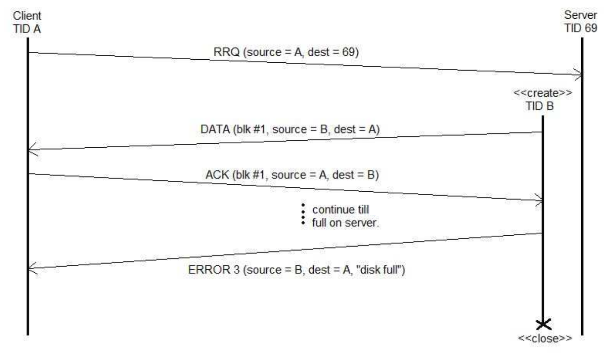 Client
TID A
Server
TID 69
RRQ (source = A, dest = 69)
<<create>>
TID B
DATA (blk #1, source = B, dest = A)
ACK (blk #1, source = A, dest = B)
continue till
full on server.
ERROR 3 (source = B, dest = A, "disk full")
<<close>>